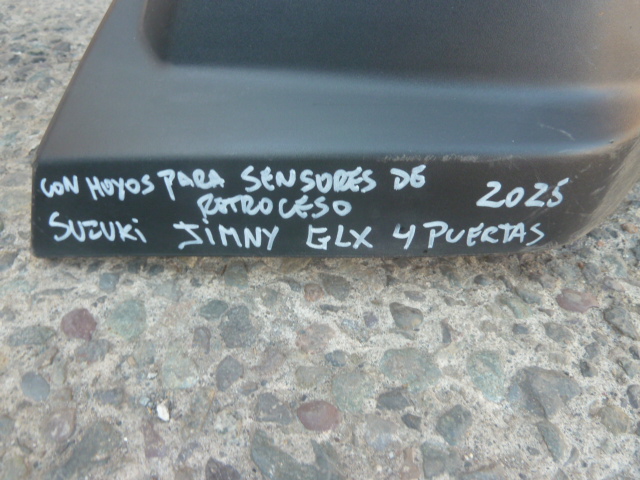 CON HOYOS PARA SENSORES DE
RETROCESO 2025
SUZUKI JIMNY GLX 4 PUERTAS